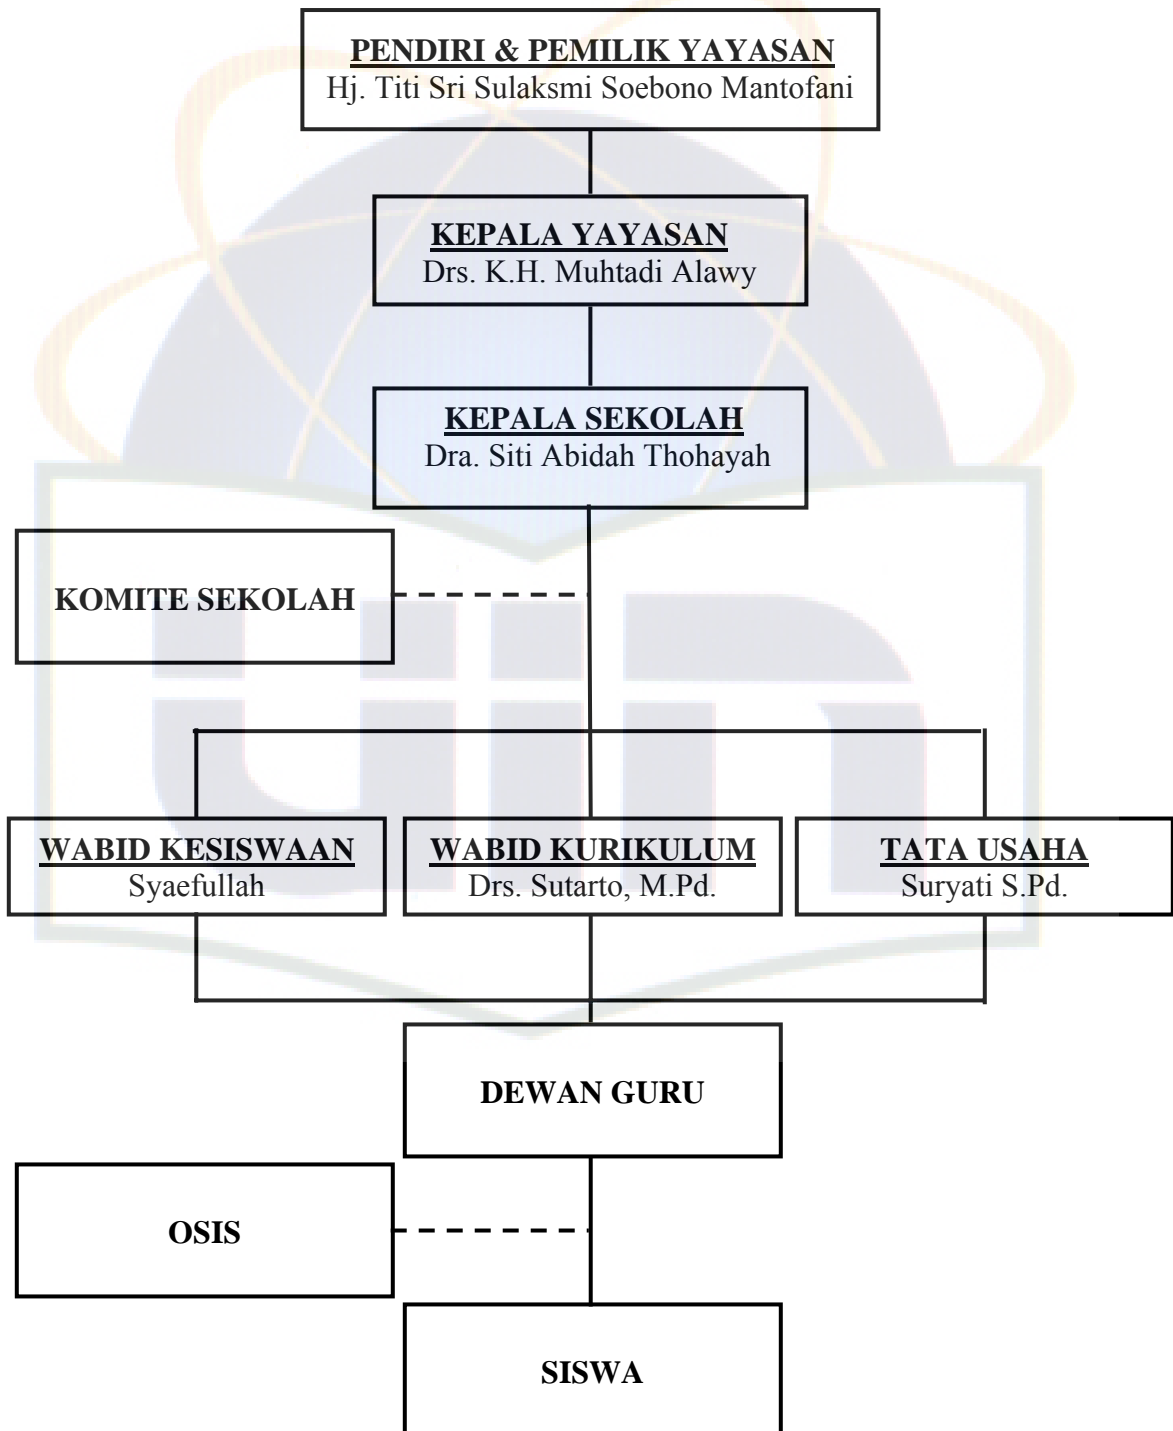 PENDIRI & PEMILIK YAYASAN
Hj. Titi Sri Sulaksmi Soebono Mantofani
KEPALA YAYASAN
Drs. K.H. Muhtadi Alawy
KEPALA SEKOLAH
Dra. Siti Abidah Thohayah
KOMITE SEKOLAH
WABID KESISWAAN
Syaefullah
WABID KURIKULUM
Drs. Sutarto, M.Pd.
TATA USAHA
Suryati S.Pd.
DEWAN GURU
OSIS
SISWA
uin